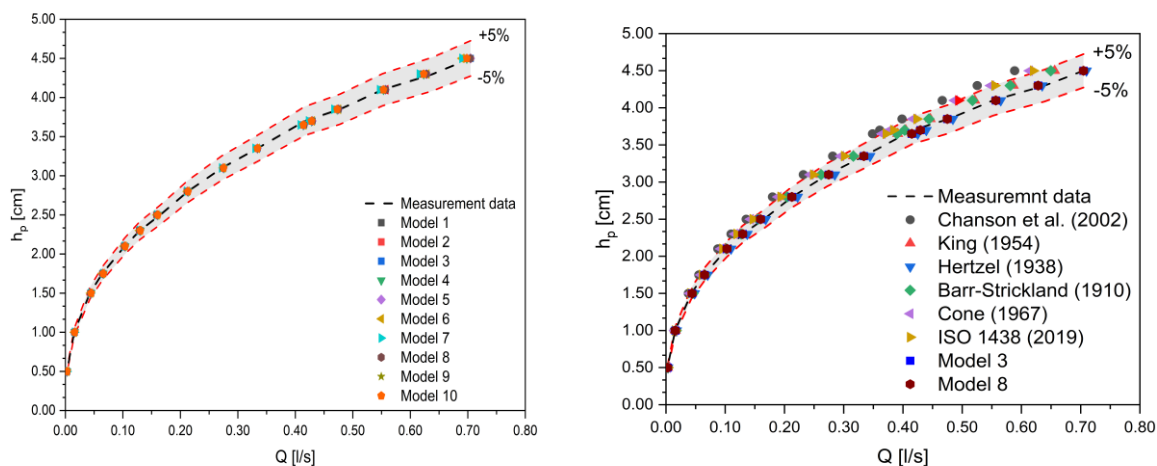 5.00
4.50
4.00
3.50
3.00
2.50
2.00
1.50
1.00
0.50
0.00
h_p [cm]
+5%
-5%
Measurement data
Model 1
Model 2
Model 3
Model 4
Model 5
Model 6
Model 7
Model 8
Model 9
Model 10
0.00 0.10 0.20 0.30 0.40 0.50 0.60 0.70 0.80
Q [l/s]
5.00
4.50
4.00
3.50
3.00
2.50
2.00
1.50
1.00
0.50
0.00
h_p [cm]
+5%
-5%
Measuremnt data
Chanson et al. (2002)
King (1954)
Hertzel (1938)
Barr-Strickland (1910)
Cone (1967)
ISO 1438 (2019)
Model 3
Model 8
0.00 0.10 0.20 0.30 0.40 0.50 0.60 0.70 0.80
Q [l/s]